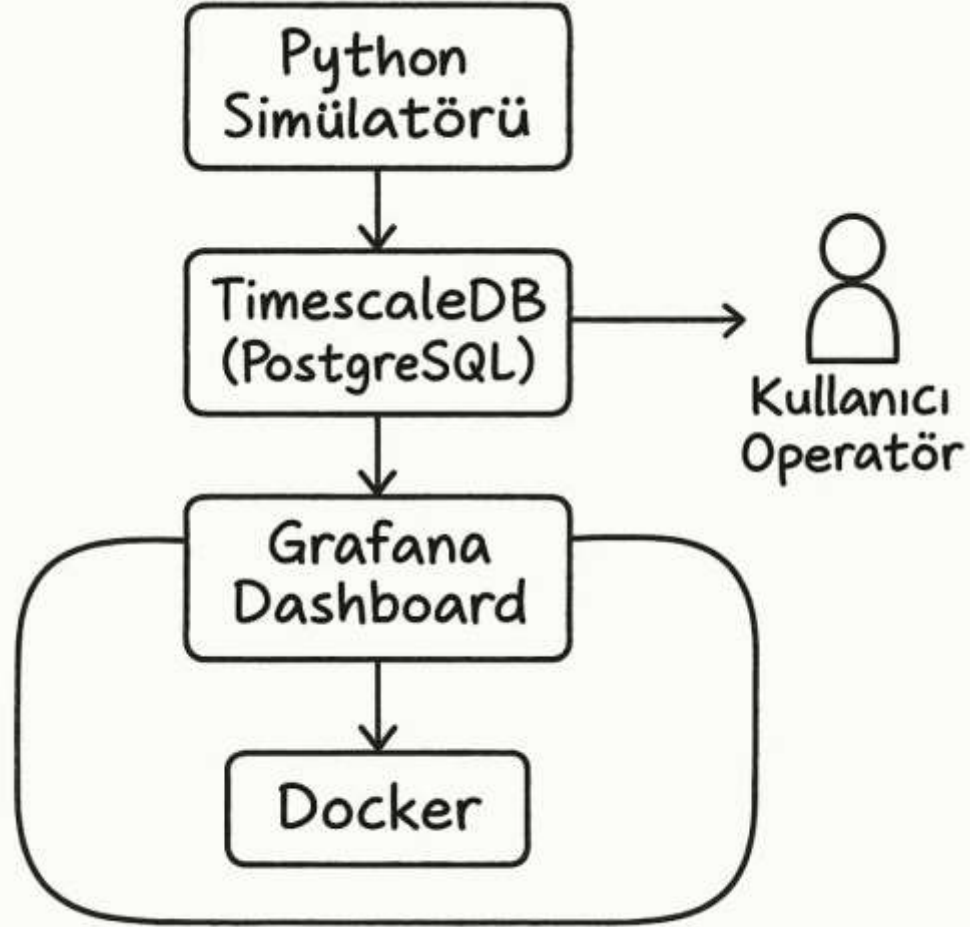 Python
Simülatörü
TimescaleDB
(PostgreSQL)
Kullanıcı
Operatör
Grafana
Dashboard
Docker